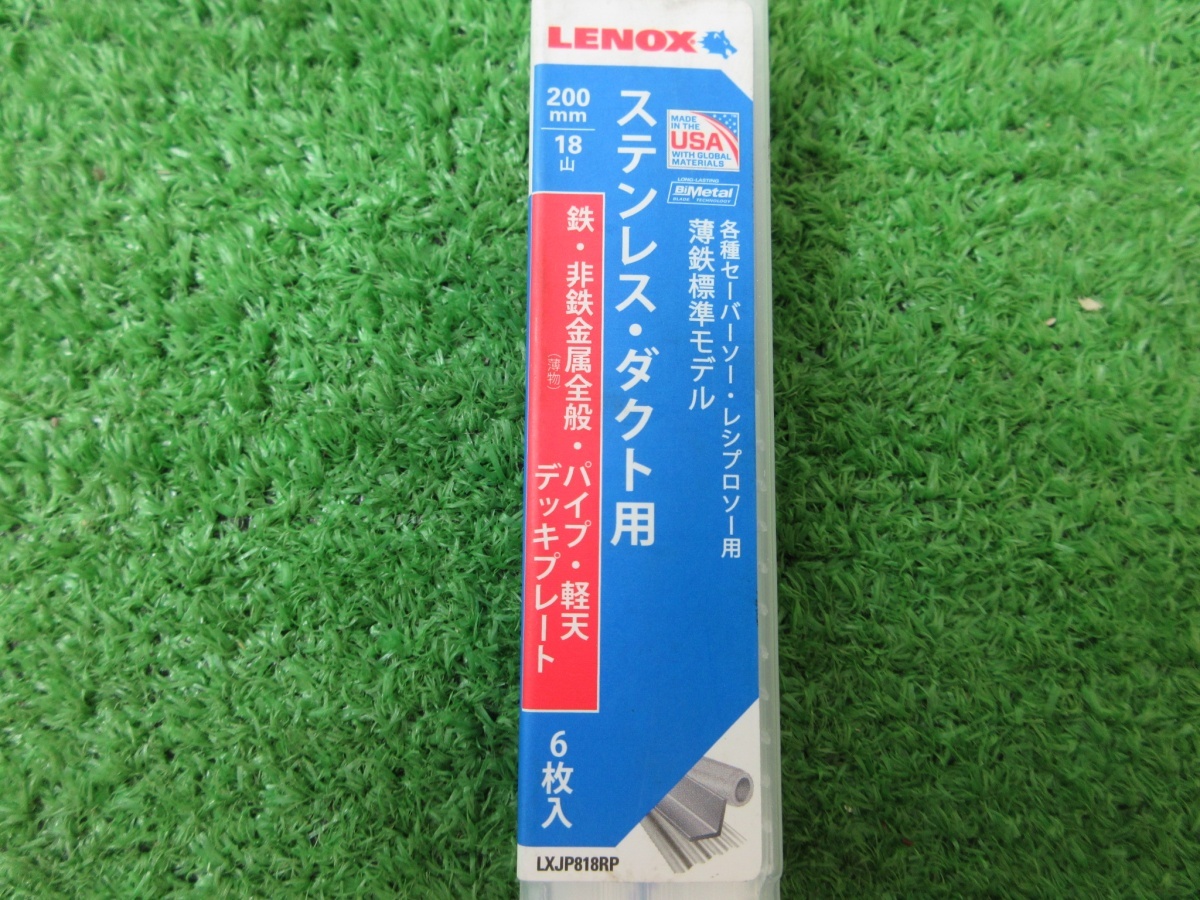 LENOX
200
mm
18
山
MADE
IN THE
USA
WITH GLOBAL
MATERIALS
LONG-LASTING
BiMetal
BLADE TECHNOLOGY
各種セーバーソー・レシプロソー用
薄鉄標準モデル
ステンレス・ダクト用
鉄・非鉄金属全般・パイプ・軽天
(薄物)
デッキプレート
6枚入
LXJP818RP